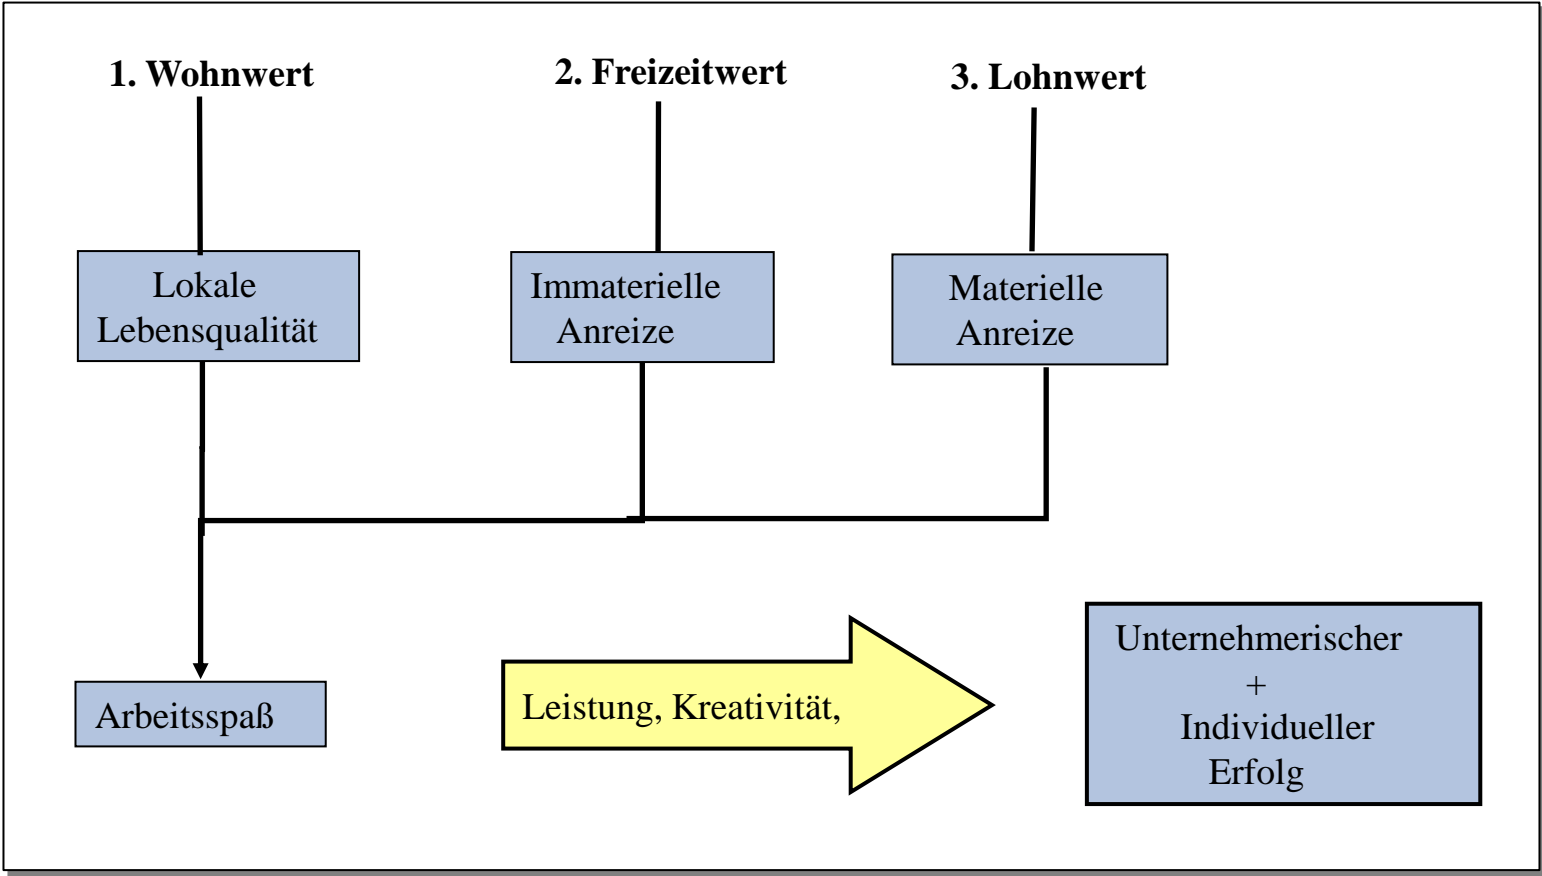 1. Wohnwert
2. Freizeitwert
3. Lohnwert
Lokale
Lebensqualität
Immaterielle
Anreize
Materielle
Anreize
Arbeitsspaß
Leistung, Kreativität,
Unternehmerischer
+
Individueller
Erfolg